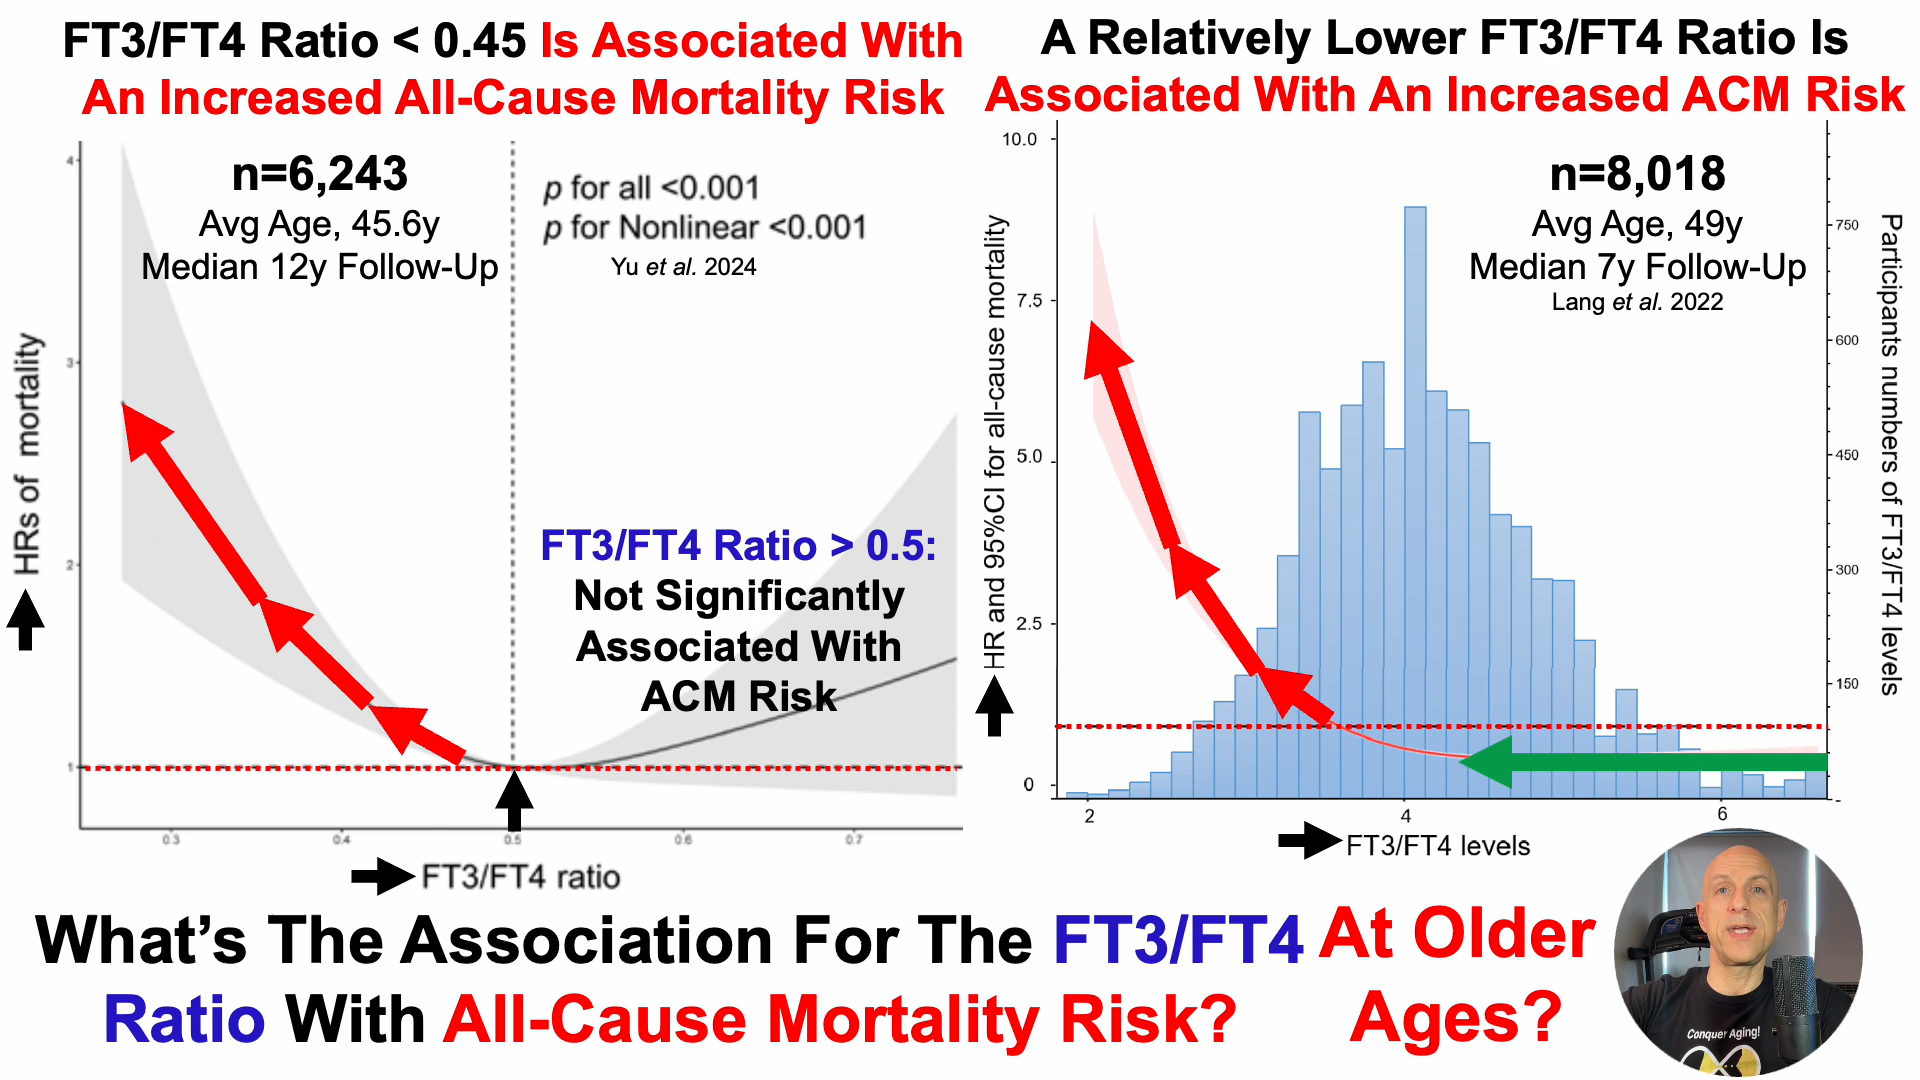 FT3/FT4 Ratio < 0.45 Is Associated With
An Increased All-Cause Mortality Risk
4
3
2
1
HRs of mortality
n=6,243
Avg Age, 45.6y
Median 12y Follow-Up
p for all <0.001
p for Nonlinear <0.001
Yu et al. 2024
FT3/FT4 Ratio > 0.5:
Not Significantly
Associated With
ACM Risk
0.3 0.4 0.5 0.6 0.7
FT3/FT4 ratio
A Relatively Lower FT3/FT4 Ratio Is
Associated With An Increased ACM Risk
10.0
7.5
5.0
2.5
0
HR and 95%CI for all-cause mortality
n=8,018
Avg Age, 49y
Median 7y Follow-Up
Lang et al. 2022
750
600
450
300
150
-
Participants numbers of FT3/FT4 levels
2 4 6
FT3/FT4 levels
What's The Association For The FT3/FT4
Ratio With All-Cause Mortality Risk?
At Older
Ages?
Conquer Aging!